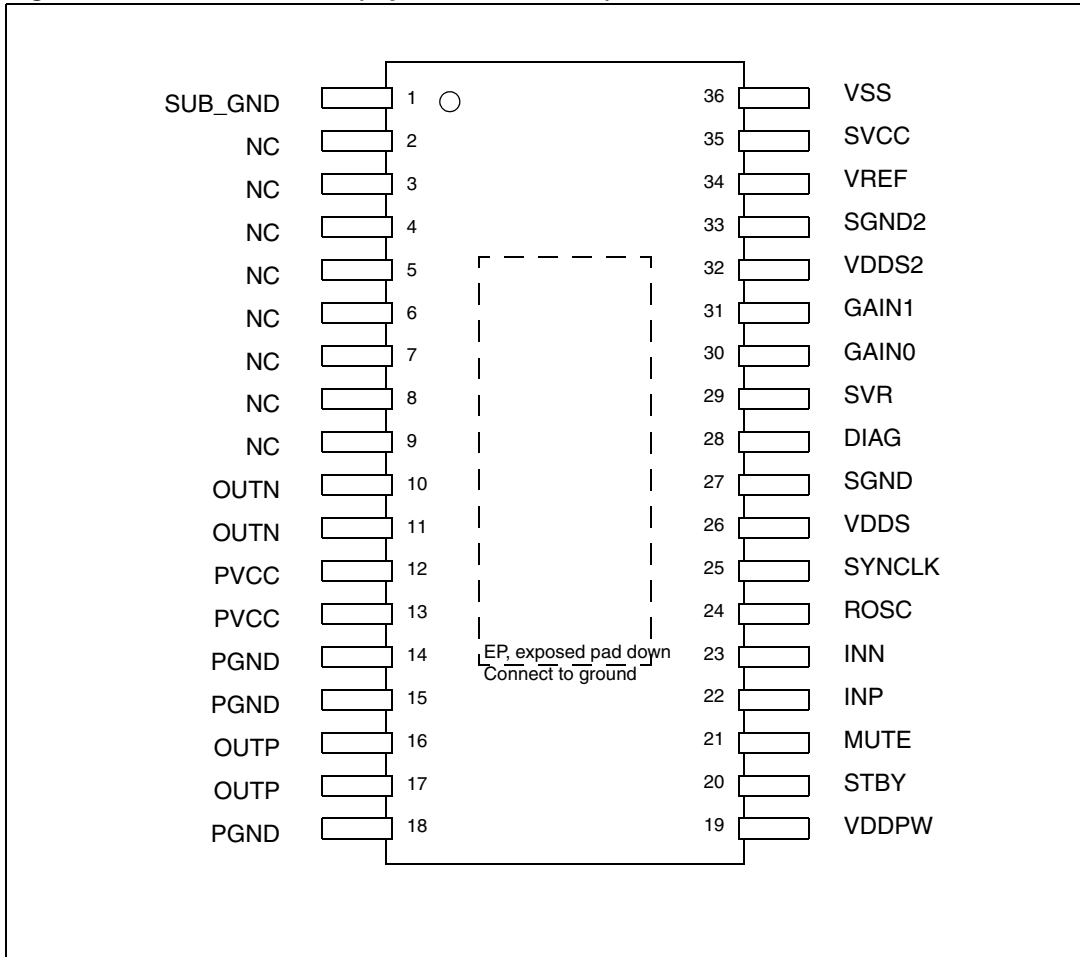 SUB_GND 1 36 VSS
NC 2 35 SVCC
NC 3 34 VREF
NC 4 33 SGND2
NC 5 32 VDDS2
NC 6 31 GAIN1
NC 7 30 GAIN0
NC 8 29 SVR
NC 9 28 DIAG
OUTN 10 27 SGND
OUTN 11 26 VDDS
PVCC 12 25 SYNCLK
PVCC 13 24 ROSC
PGND 14 EP, exposed pad down 23 INN
Connect to ground
PGND 15 22 INP
OUTP 16 21 MUTE
OUTP 17 20 STBY
PGND 18 19 VDDPW